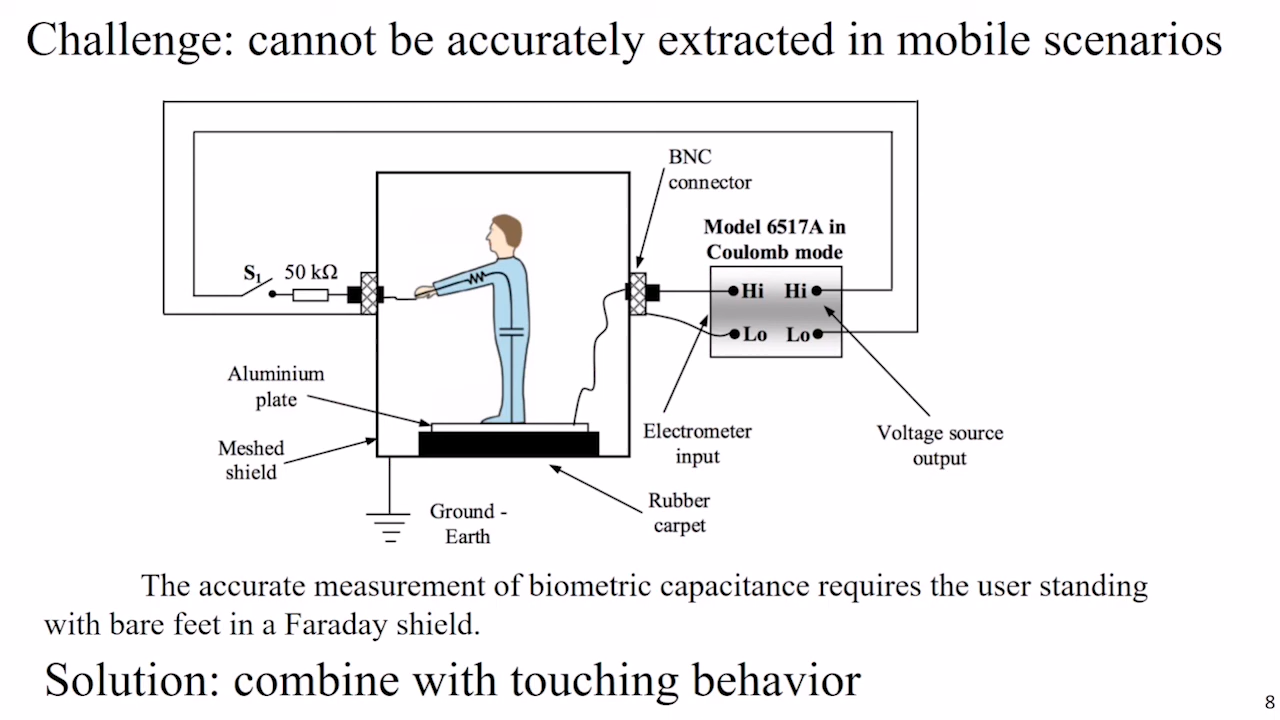 Challenge: cannot be accurately extracted in mobile scenarios
BNC
connector
Model 6517A in
Coulomb mode
S₁ 50 kΩ
Hi Hi
Lo Lo
Aluminium
plate
Meshed
shield
Electrometer
input
Voltage source
output
Rubber
carpet
Ground -
Earth
The accurate measurement of biometric capacitance requires the user standing
with bare feet in a Faraday shield.
Solution: combine with touching behavior
8